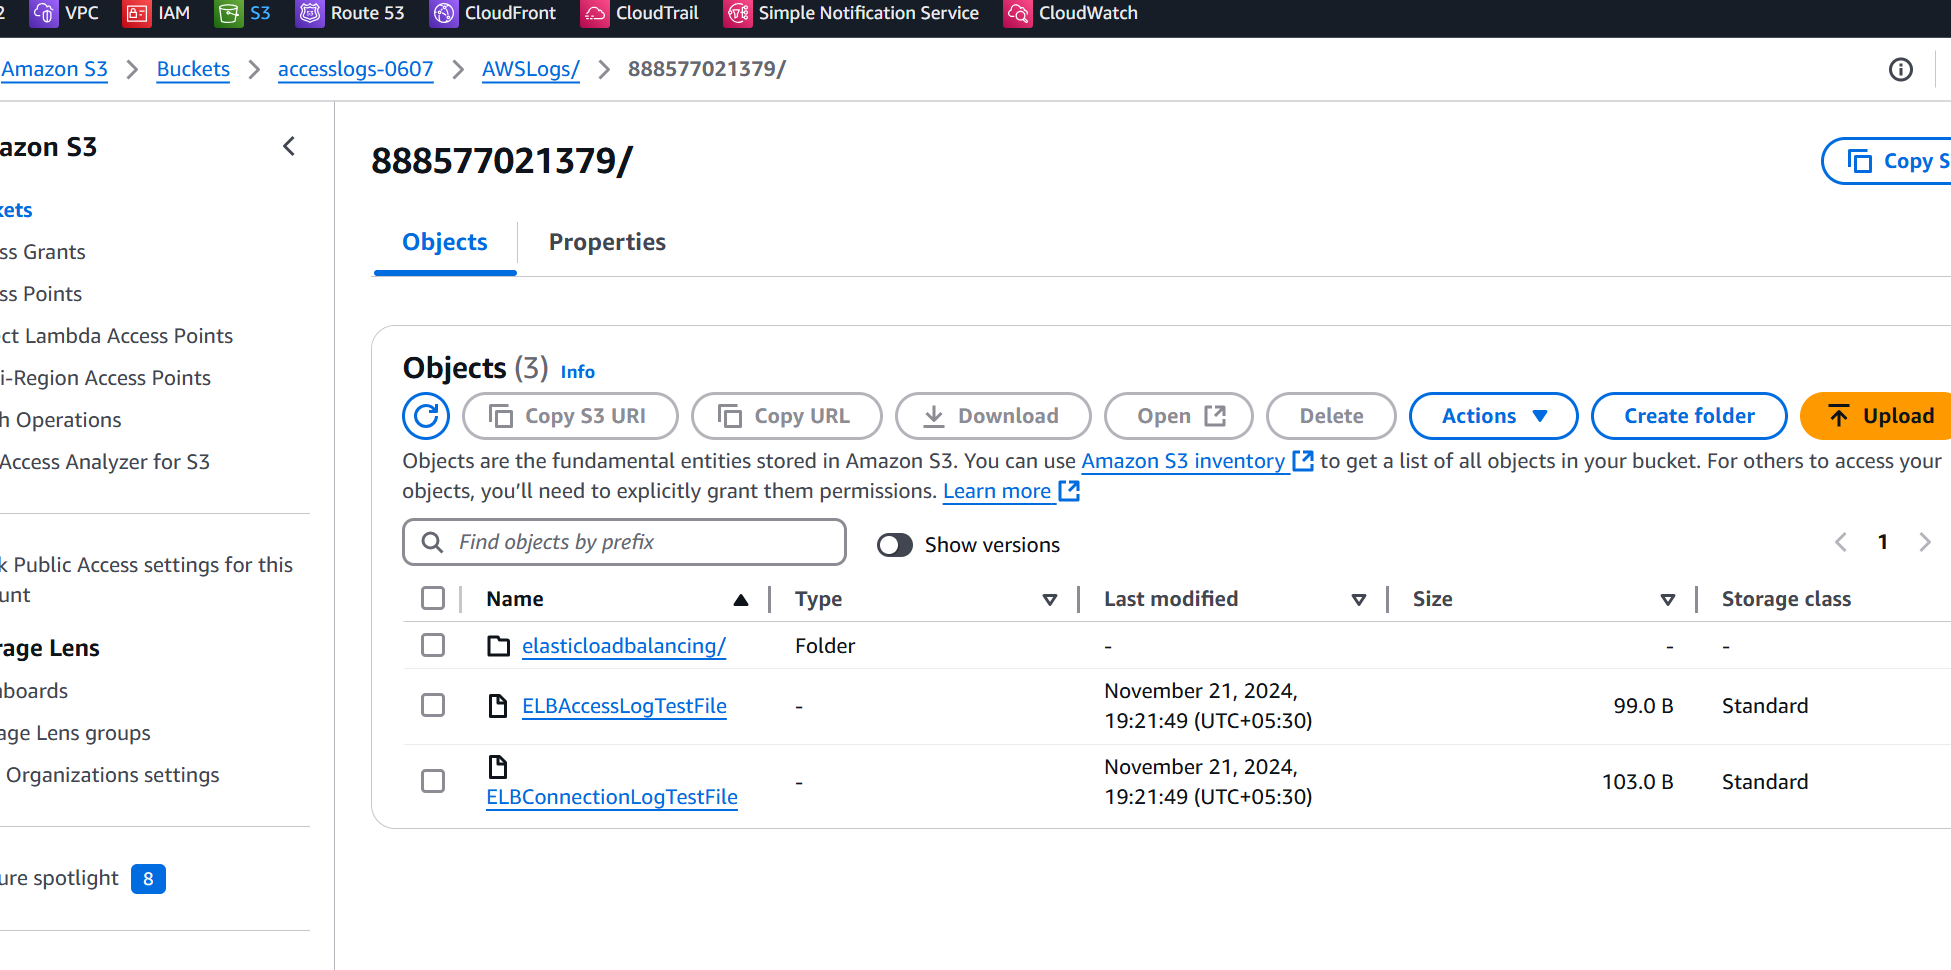 2 VPC IAM S3 Route 53 CloudFront CloudTrail Simple Notification Service CloudWatch
Amazon S3 > Buckets > accesslogs-0607 > AWSLogs/ > 888577021379/
azon S3
kets
ss Grants
ss Points
ct Lambda Access Points
i-Region Access Points
h Operations
Access Analyzer for S3
k Public Access settings for this
unt
rage Lens
hboards
age Lens groups
Organizations settings
ure spotlight 8
888577021379/
Copy S
Objects Properties
Objects (3) Info
Copy S3 URI Copy URL Download Open Delete Actions Create folder Upload
Objects are the fundamental entities stored in Amazon S3. You can use Amazon S3 inventory to get a list of all objects in your bucket. For others to access your
objects, you’ll need to explicitly grant them permissions. Learn more
Find objects by prefix Show versions 1
Name Type Last modified Size Storage class
elasticloadbalancing/ Folder - - -
ELBAccessLogTestFile - November 21, 2024, 19:21:49 (UTC+05:30) 99.0 B Standard
ELBConnectionLogTestFile - November 21, 2024, 19:21:49 (UTC+05:30) 103.0 B Standard